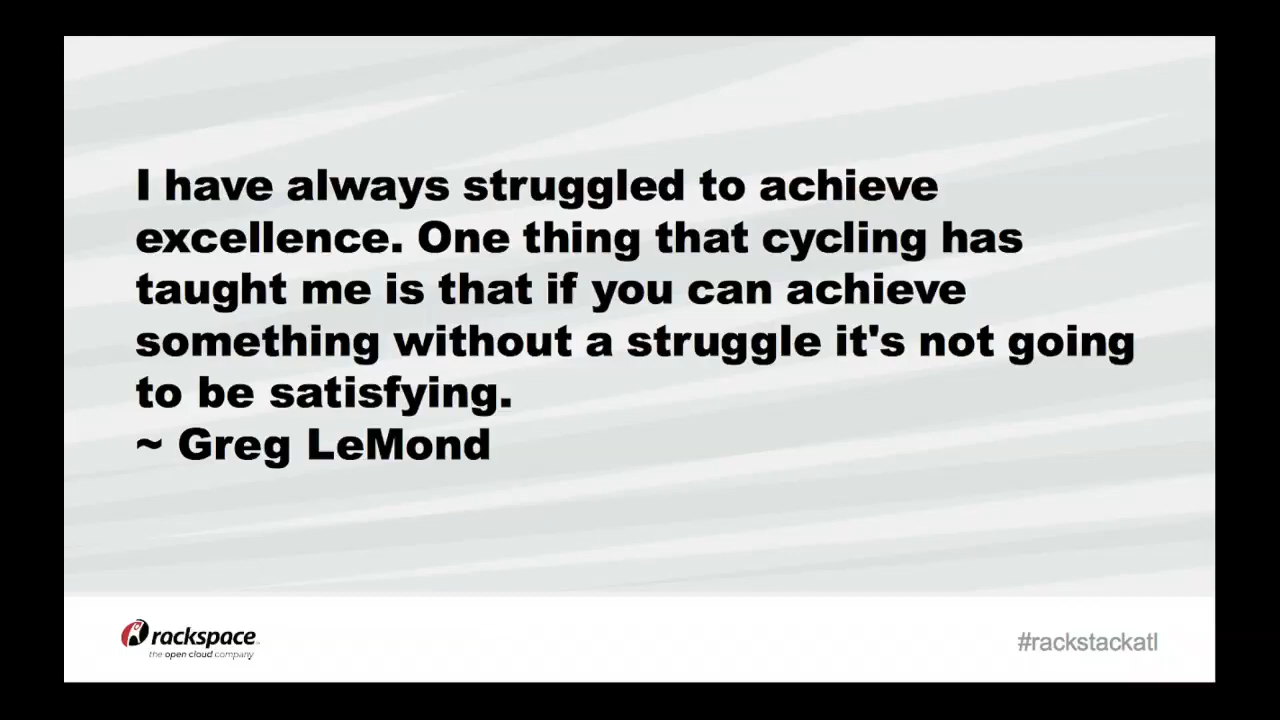 I have always struggled to achieve
excellence. One thing that cycling has
taught me is that if you can achieve
something without a struggle it's not going
to be satisfying.
~ Greg LeMond
rackspace
the open cloud company
#rackstackatl